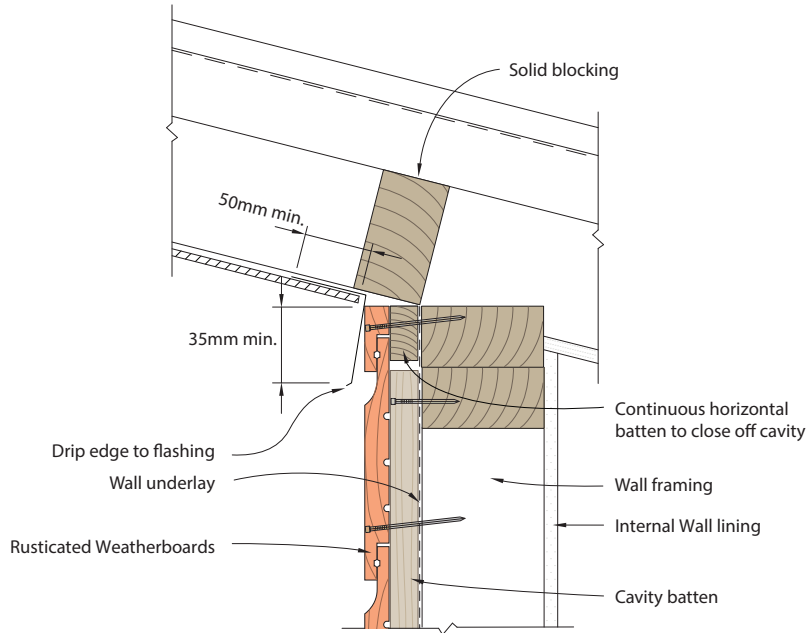 Solid blocking
50mm min.
35mm min.
Continuous horizontal
batten to close off cavity
Drip edge to flashing
Wall underlay
Wall framing
Internal Wall lining
Rusticated Weatherboards
Cavity batten